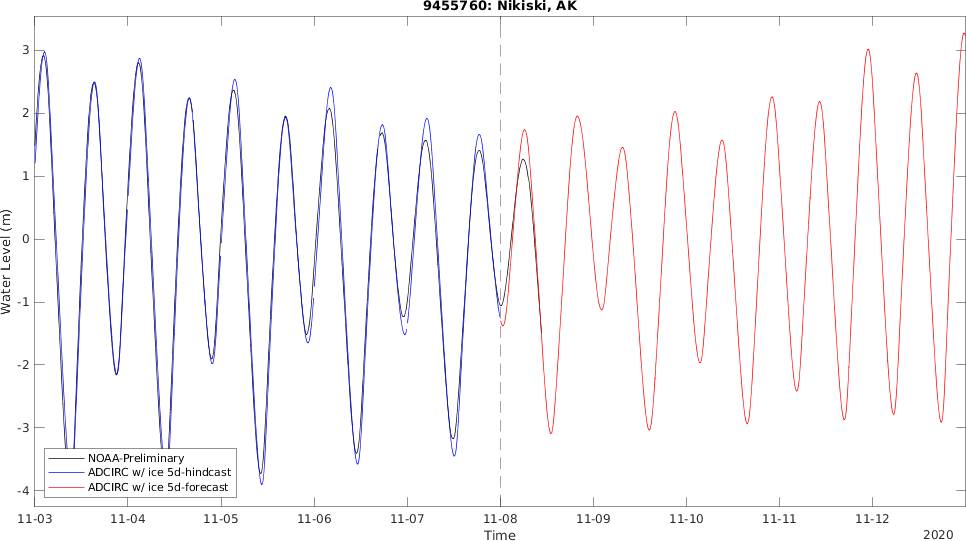 9455760: Nikiski, AK
Water Level (m)
3
2
1
0
-1
-2
-3
-4
NOAA-Preliminary
ADCIRC w/ ice 5d-hindcast
ADCIRC w/ ice 5d-forecast
11-03 11-04 11-05 11-06 11-07 11-08 11-09 11-10 11-11 11-12
Time
2020